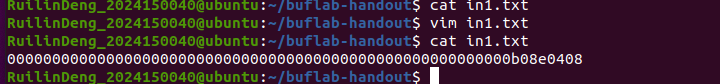 RuilinDeng_2024150040@ubuntu:~/buflab-handout$ cat in1.txt
RuilinDeng_2024150040@ubuntu:~/buflab-handout$ vim in1.txt
RuilinDeng_2024150040@ubuntu:~/buflab-handout$ cat in1.txt
00000000000000000000000000000000000000000000000000000000b08e0408
RuilinDeng_2024150040@ubuntu:~/buflab-handout$